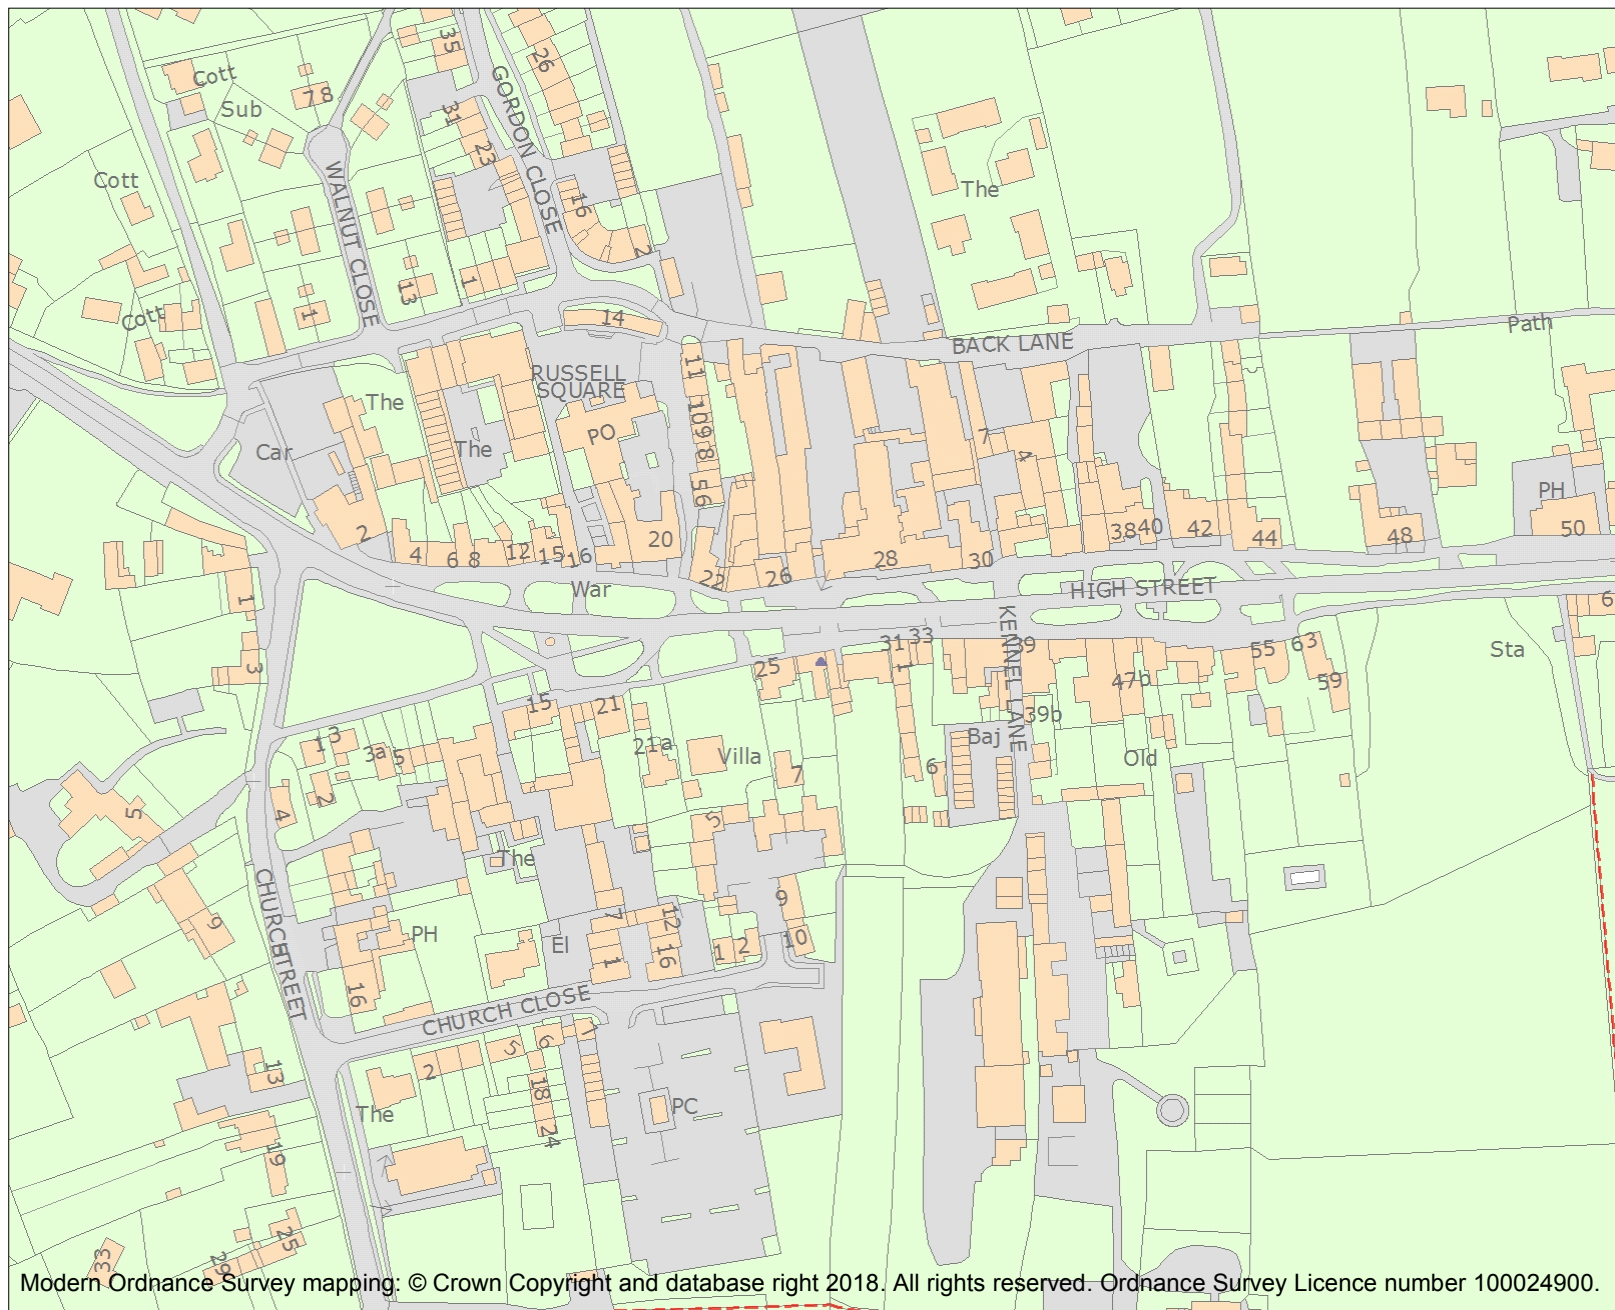 35
26
GORDON CLOSE
Cott
Sub
78
31
23
WALNUT CLOSE
Cott
The
16
2
13
1
1
Cott
14
BACK LANE
Path
RUSSELL
SQUARE
11
The
Car
The
PO
10
9
8
56
7
4
PH
2
4
6
8
12
15
16
20
22
26
28
30
38
40
42
44
48
50
War
HIGH STREET
KENNEL LANE
1
3
6
Sta
25
31
33
1
39
47b
55
63
59
15
21
39b
13
3a
5
21a
Villa
7
6
Baj
Old
2
4
5
5
The
CHURCH
STREET
9
PH
El
7
12
1
16
1
2
9
10
16
CHURCH CLOSE
7
6
5
2
18
24
13
The
PC
19
25
29
33
Modern Ordnance Survey mapping: © Crown Copyright and database right 2018. All rights reserved. Ordnance Survey Licence number 100024900.